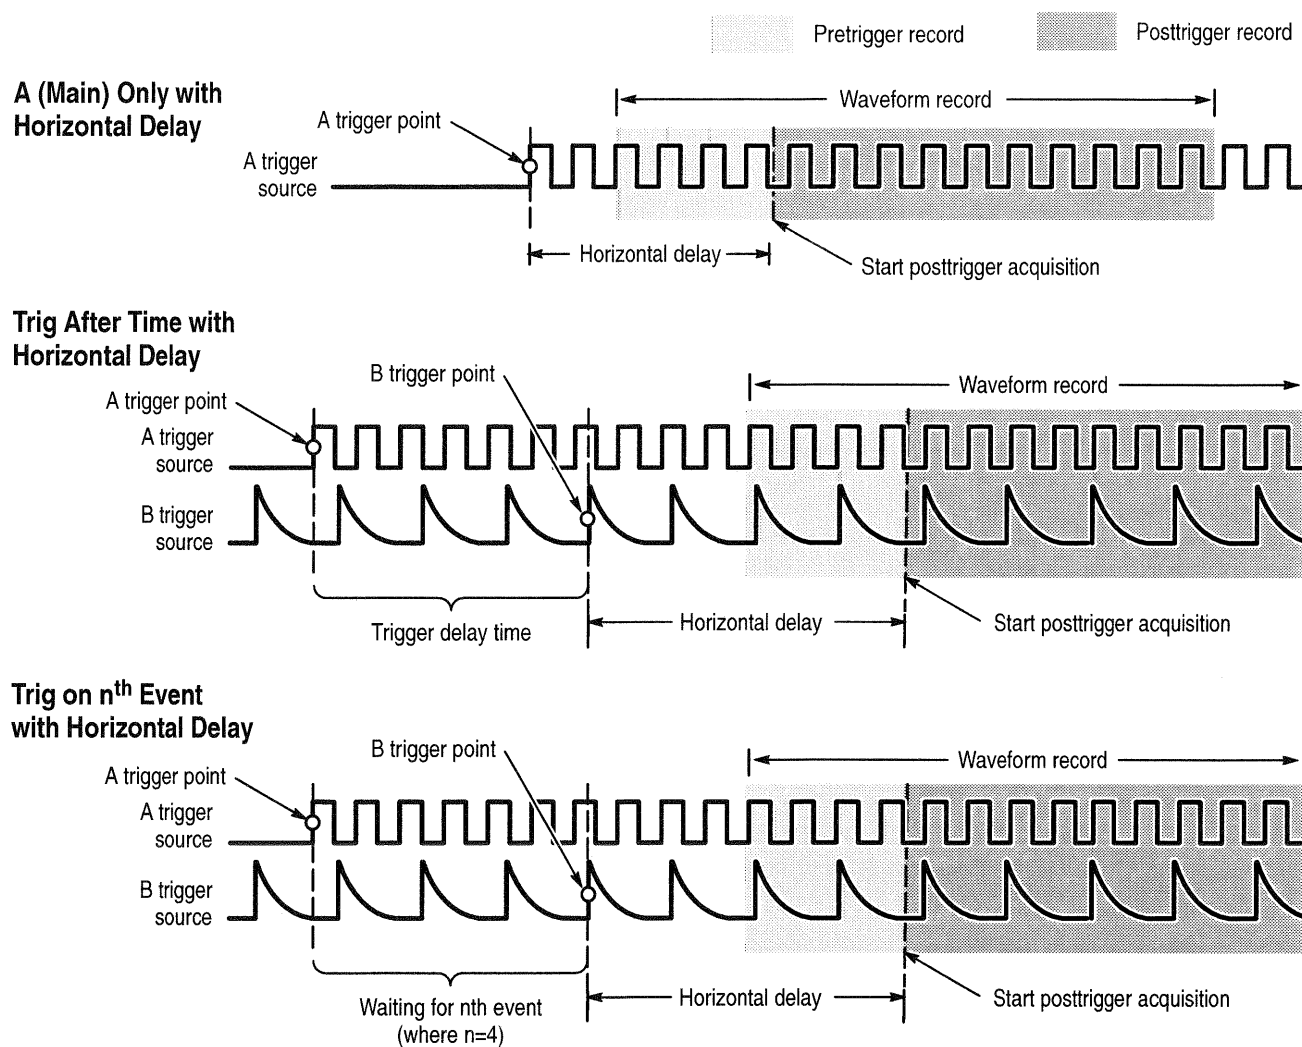 Pretrigger record
Posttrigger record
A (Main) Only with
Horizontal Delay
Waveform record
A trigger point
A trigger
source
Horizontal delay
Start posttrigger acquisition
Trig After Time with
Horizontal Delay
B trigger point
Waveform record
A trigger point
A trigger
source
B trigger
source
Trigger delay time
Horizontal delay
Start posttrigger acquisition
Trig on nth Event
with Horizontal Delay
B trigger point
Waveform record
A trigger point
A trigger
source
B trigger
source
Waiting for nth event
(where n=4)
Horizontal delay
Start posttrigger acquisition